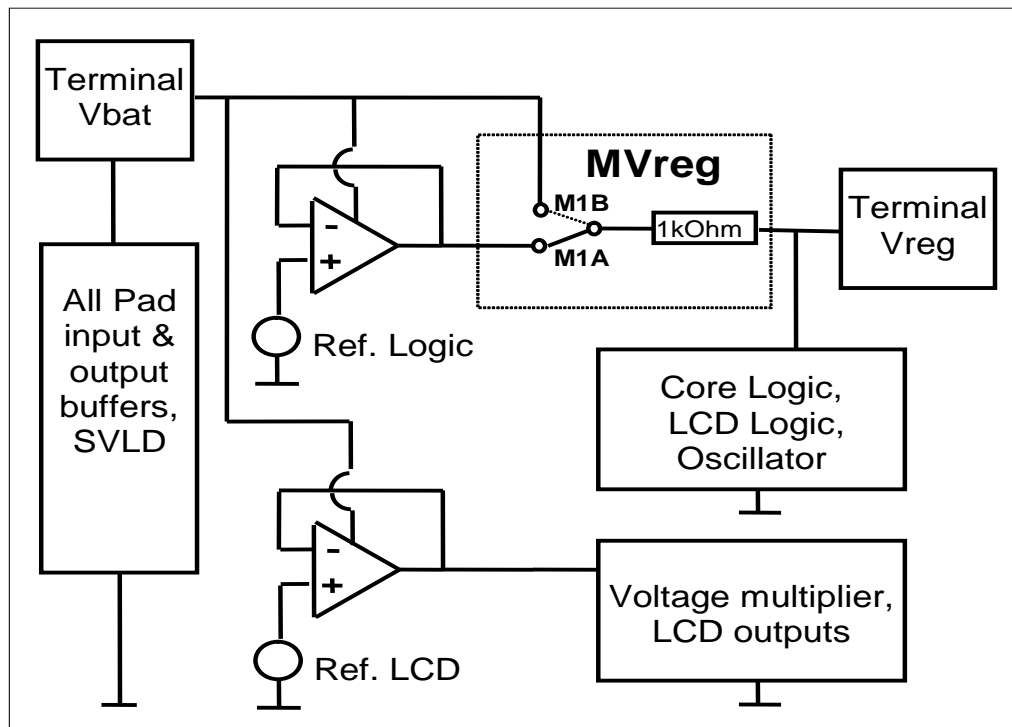 Terminal
Vbat
MVreg
M1B
M1A
1kOhm
Terminal
Vreg
-
+
Ref. Logic
All Pad
input &
output
buffers,
SVLD
Core Logic,
LCD Logic,
Oscillator
-
+
Ref. LCD
Voltage multiplier,
LCD outputs